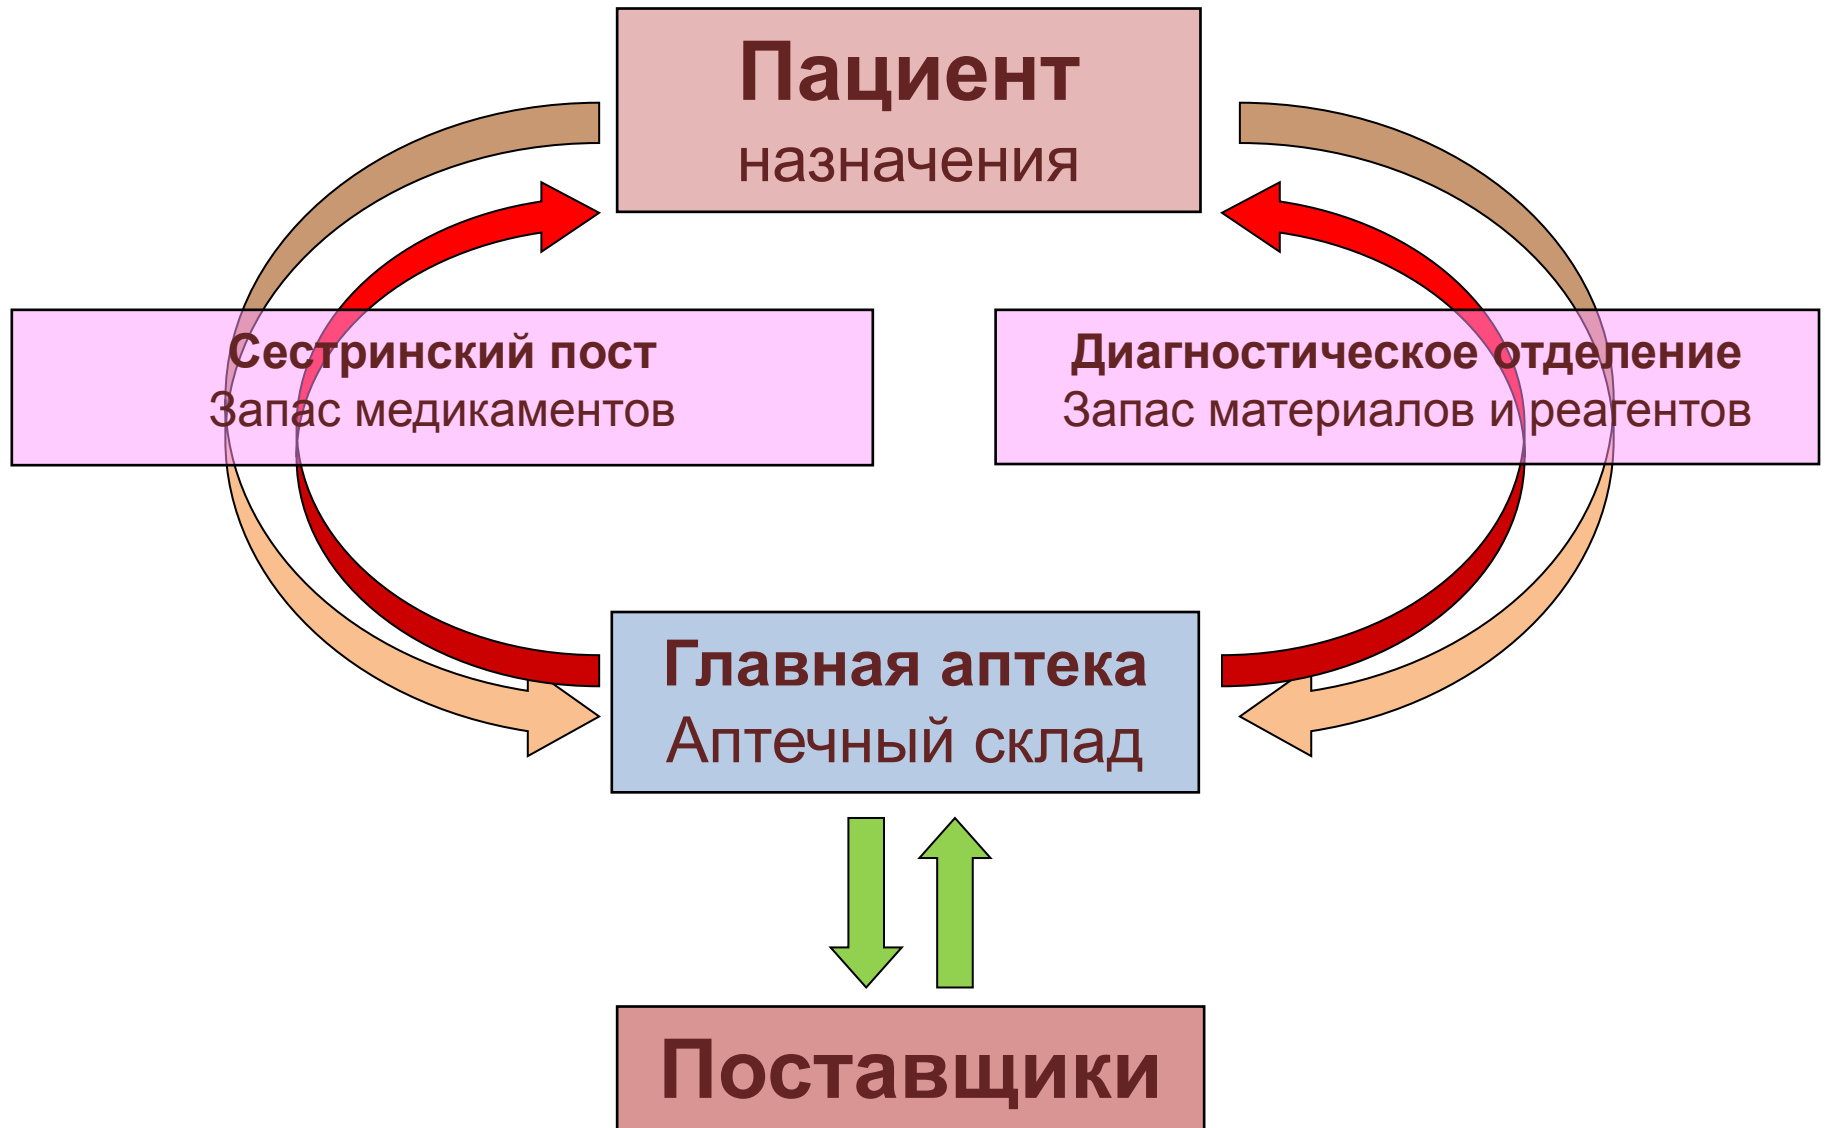 Пациент
назначения
Сестринский пост
Запас медикаментов
Диагностическое отделение
Запас материалов и реагентов
Главная аптека
Аптечный склад
Поставщики